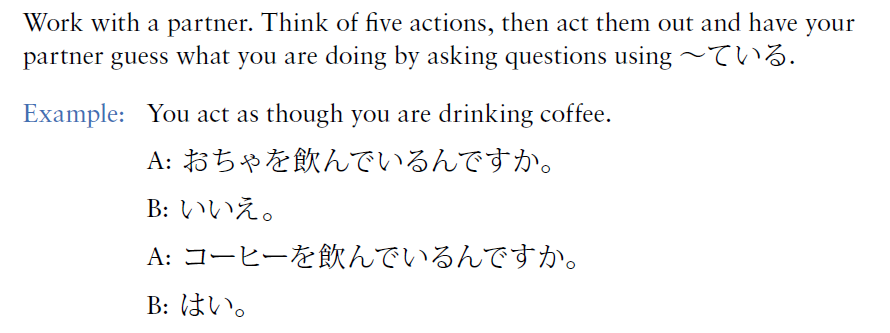 Work with a partner. Think of five actions, then act them out and have your
partner guess what you are doing by asking questions using ～ている.
Example: You act as though you are drinking coffee.
A: おちゃを飲んでいるんですか。
B: いいえ。
A: コーヒーを飲んでいるんですか。
B: はい。